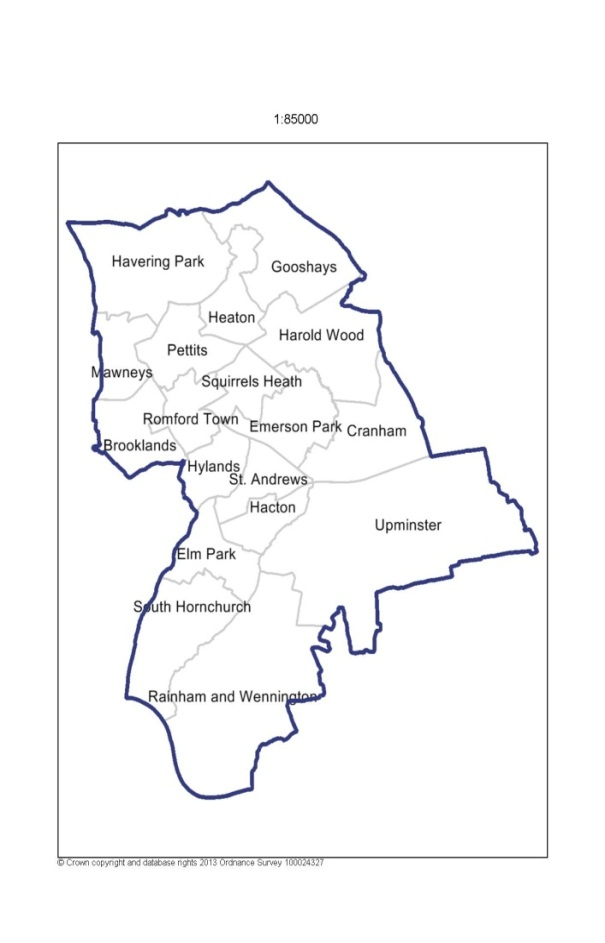 1:85000
Havering Park
Gooshays
Heaton
Harold Wood
Pettits
Mawneys
Squirrels Heath
Romford Town
Emerson Park
Cranham
Brooklands
Hylands
St. Andrews
Hacton
Upminster
Elm Park
South Hornchurch
Rainham and Wennington
© Crown copyright and database rights 2013 Ordnance Survey 100024327